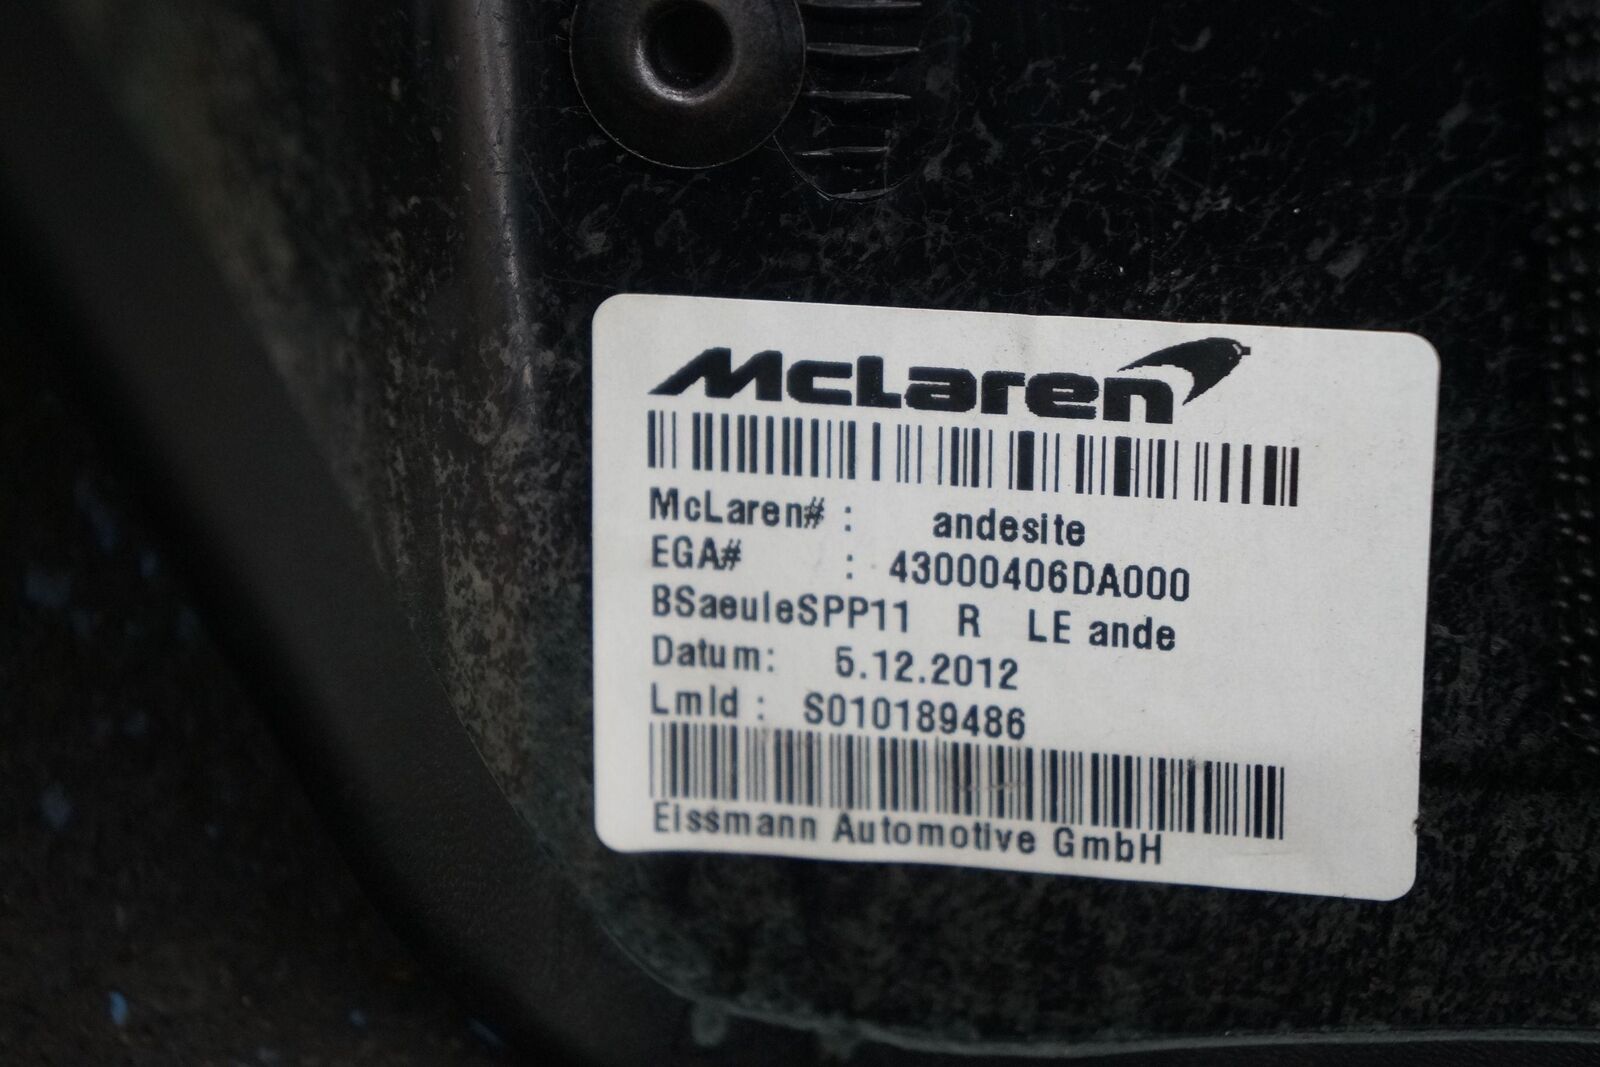 McLaren
McLaren# : andesite
EGA# : 43000406DA000
BSaeuleSPP11 R LE ande
Datum: 5.12.2012
LmId : S010189486
Eissmann Automotive GmbH